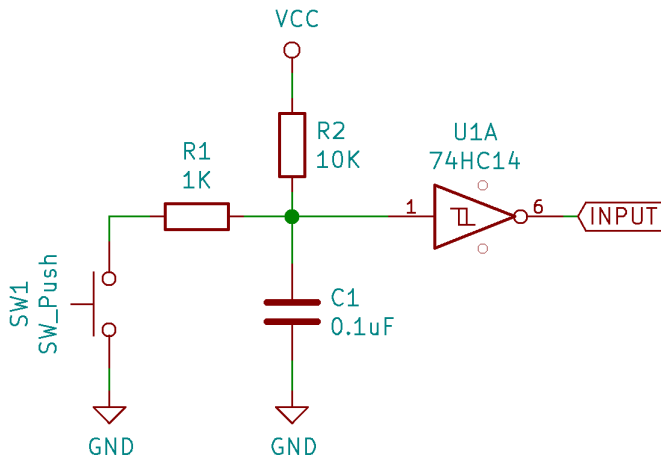 VCC
R2
10K
R1
1K
U1A
74HC14
1
6
INPUT
SW1
SW_Push
C1
0.1uF
GND
GND